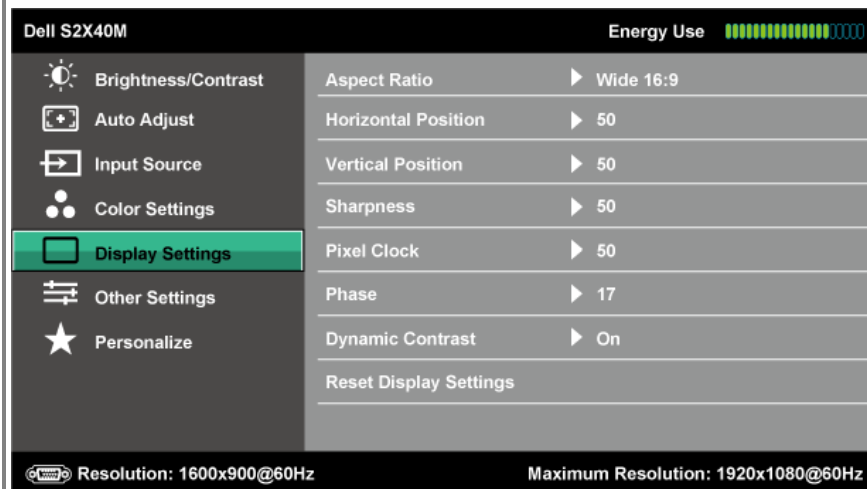 Dell S2X40M Energy Use
Brightness/Contrast
Auto Adjust
Input Source
Color Settings
Display Settings
Other Settings
Personalize
Aspect Ratio Wide 16:9
Horizontal Position 50
Vertical Position 50
Sharpness 50
Pixel Clock 50
Phase 17
Dynamic Contrast On
Reset Display Settings
Resolution: 1600x900@60Hz Maximum Resolution: 1920x1080@60Hz